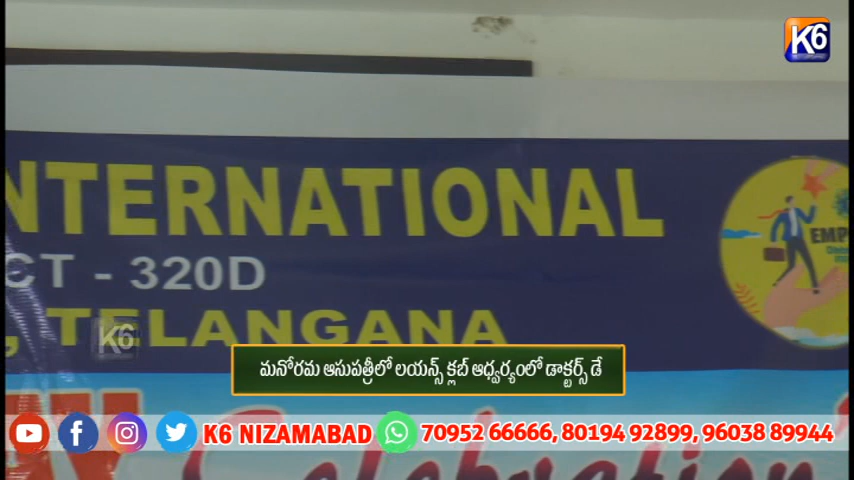 K6
NTERNATIONAL
CT - 320D
, TELANGANA
K6
మనోరమ ఆసుపత్రిలో లయన్స్ క్లబ్ ఆధ్వర్యంలో డాక్టర్స్ డే
K6 NIZAMABAD 70952 66666, 80194 92899, 96038 89944
Celebration